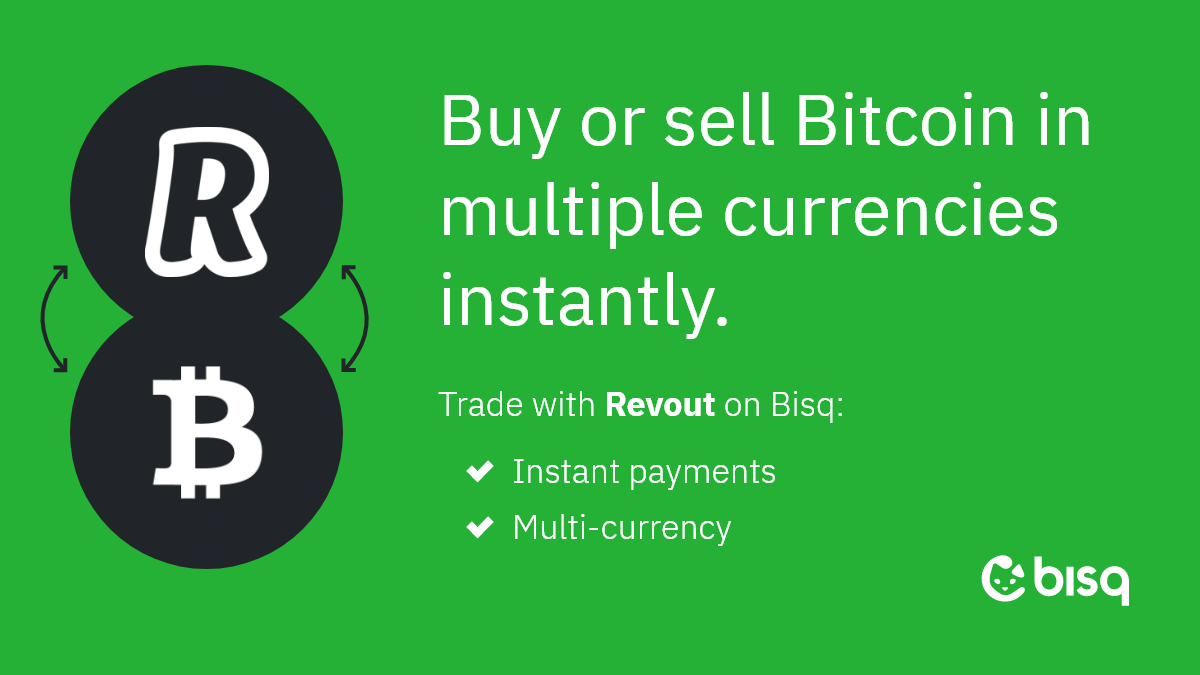 R
Buy or sell Bitcoin in
multiple currencies
instantly.
₿
Trade with Revout on Bisq:
Instant payments
Multi-currency
bisq